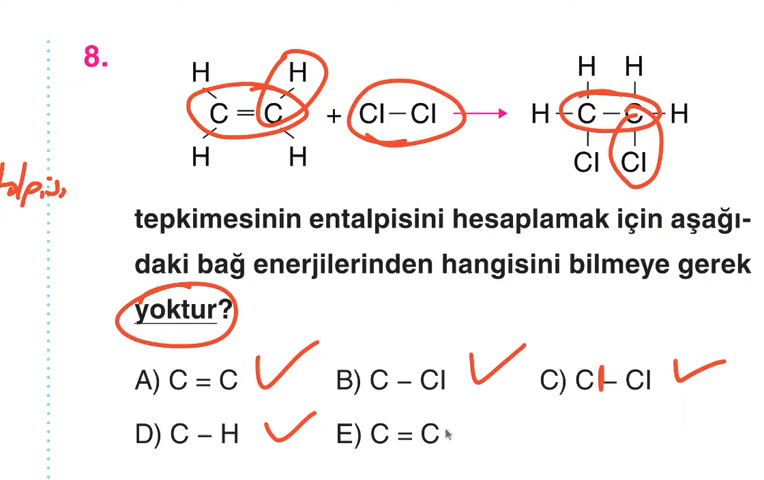 8.
H H H H
C = C + Cl – Cl → H – C – C – H
H H Cl Cl
tepkimesinin entalpisini hesaplamak için aşağı-
daki bağ enerjilerinden hangisini bilmeye gerek
yoktur?
A) C = C B) C – Cl C) Cl – Cl
D) C – H E) C = C